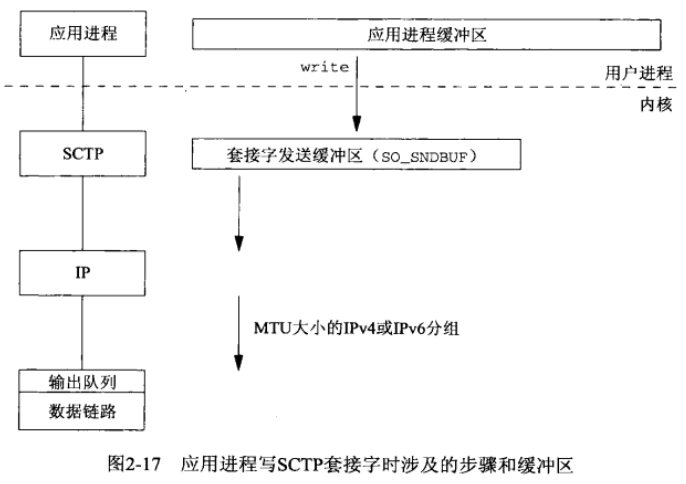 应用进程
应用进程缓冲区
write
用户进程
内核
SCTP
套接字发送缓冲区（SO_SNDBUF）
IP
MTU大小的IPv4或IPv6分组
输出队列
数据链路
图2-17 应用进程写SCTP套接字时涉及的步骤和缓冲区